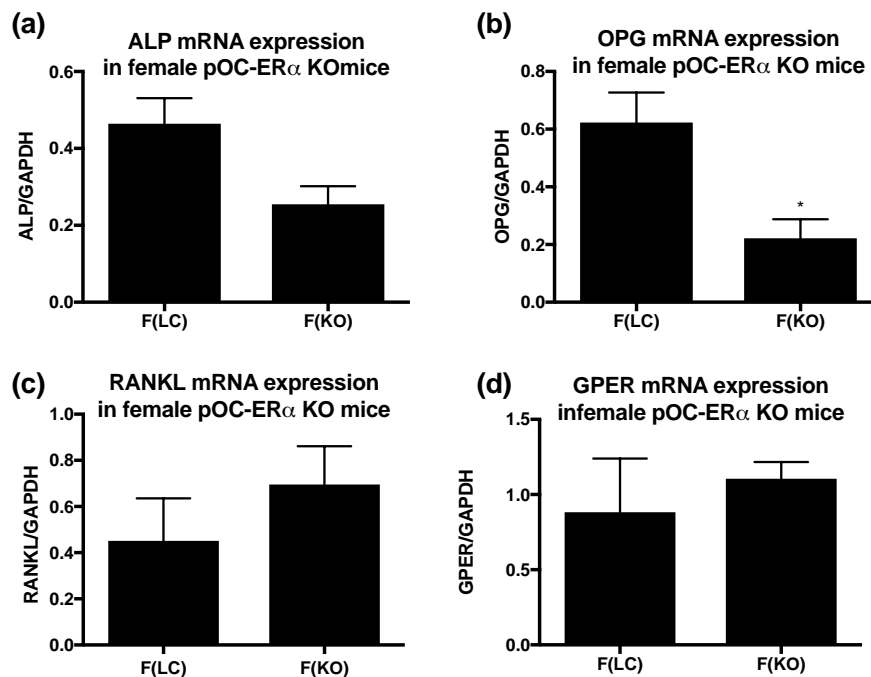 (a)
ALP mRNA expression
in female pOC-ERα KOmice
ALP/GAPDH
0.6
0.4
0.2
0.0
F(LC)
F(KO)
(b)
OPG mRNA expression
in female pOC-ERα KO mice
OPG/GAPDH
0.8
0.6
0.4
0.2
0.0
*
F(LC)
F(KO)
(c)
RANKL mRNA expression
in female pOC-ERα KO mice
RANKL/GAPDH
1.0
0.8
0.6
0.4
0.2
0.0
F(LC)
F(KO)
(d)
GPER mRNA expression
infemale pOC-ERα KO mice
GPER/GAPDH
1.5
1.0
0.5
0.0
F(LC)
F(KO)